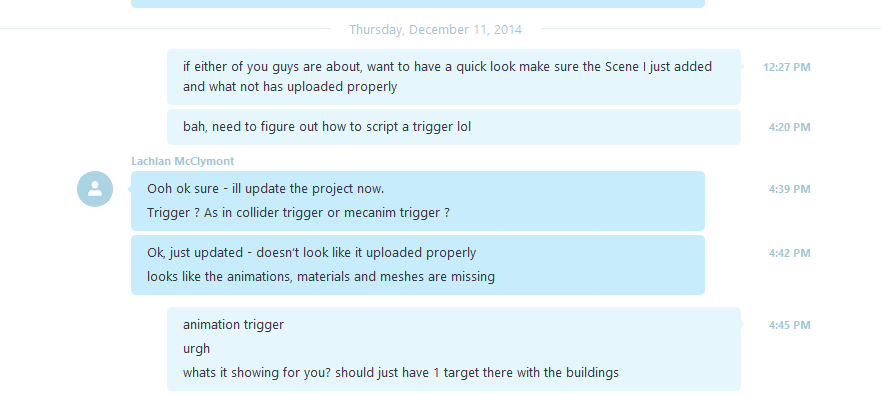 Thursday, December 11, 2014
if either of you guys are about, want to have a quick look make sure the Scene I just added
12:27 PM
and what not has uploaded properly
bah, need to figure out how to script a trigger lol
4:20 PM
Lachlan McClymont
Ooh ok sure - ill update the project now.
4:39 PM
Trigger ? As in collider trigger or mecanim trigger ?
Ok, just updated - doesn't look like it uploaded properly
4:42 PM
looks like the animations, materials and meshes are missing
animation trigger
4:45 PM
urgh
whats it showing for you? should just have 1 target there with the buildings